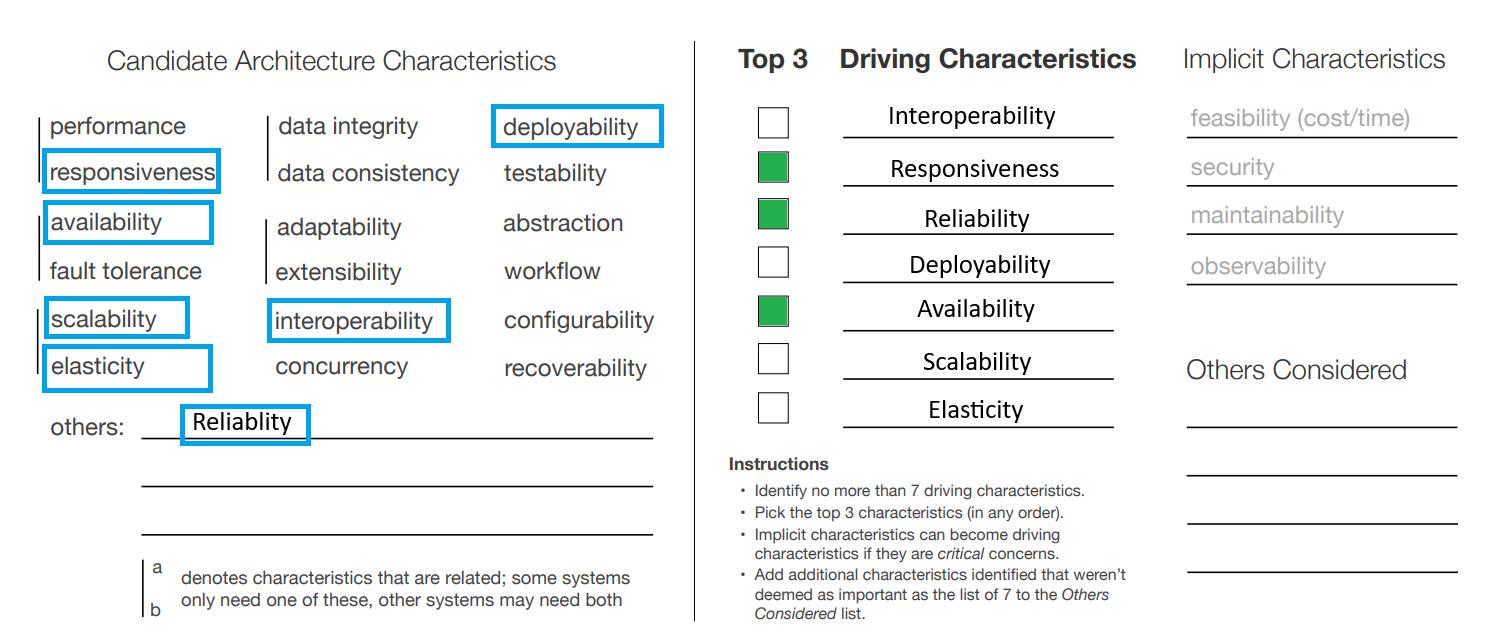 Candidate Architecture Characteristics
performance
responsiveness
availability
fault tolerance
scalability
elasticity
data integrity
data consistency
adaptability
extensibility
interoperability
concurrency
deployability
testability
abstraction
workflow
configurability
recoverability
others: Reliablity
a
b
denotes characteristics that are related; some systems
only need one of these, other systems may need both
Top 3 Driving Characteristics
Interoperability
Responsiveness
Reliability
Deployability
Availability
Scalability
Elasticity
Instructions
• Identify no more than 7 driving characteristics.
• Pick the top 3 characteristics (in any order).
• Implicit characteristics can become driving
characteristics if they are critical concerns.
• Add additional characteristics identified that weren’t
deemed as important as the list of 7 to the Others
Considered list.
Implicit Characteristics
feasibility (cost/time)
security
maintainability
observability
Others Considered